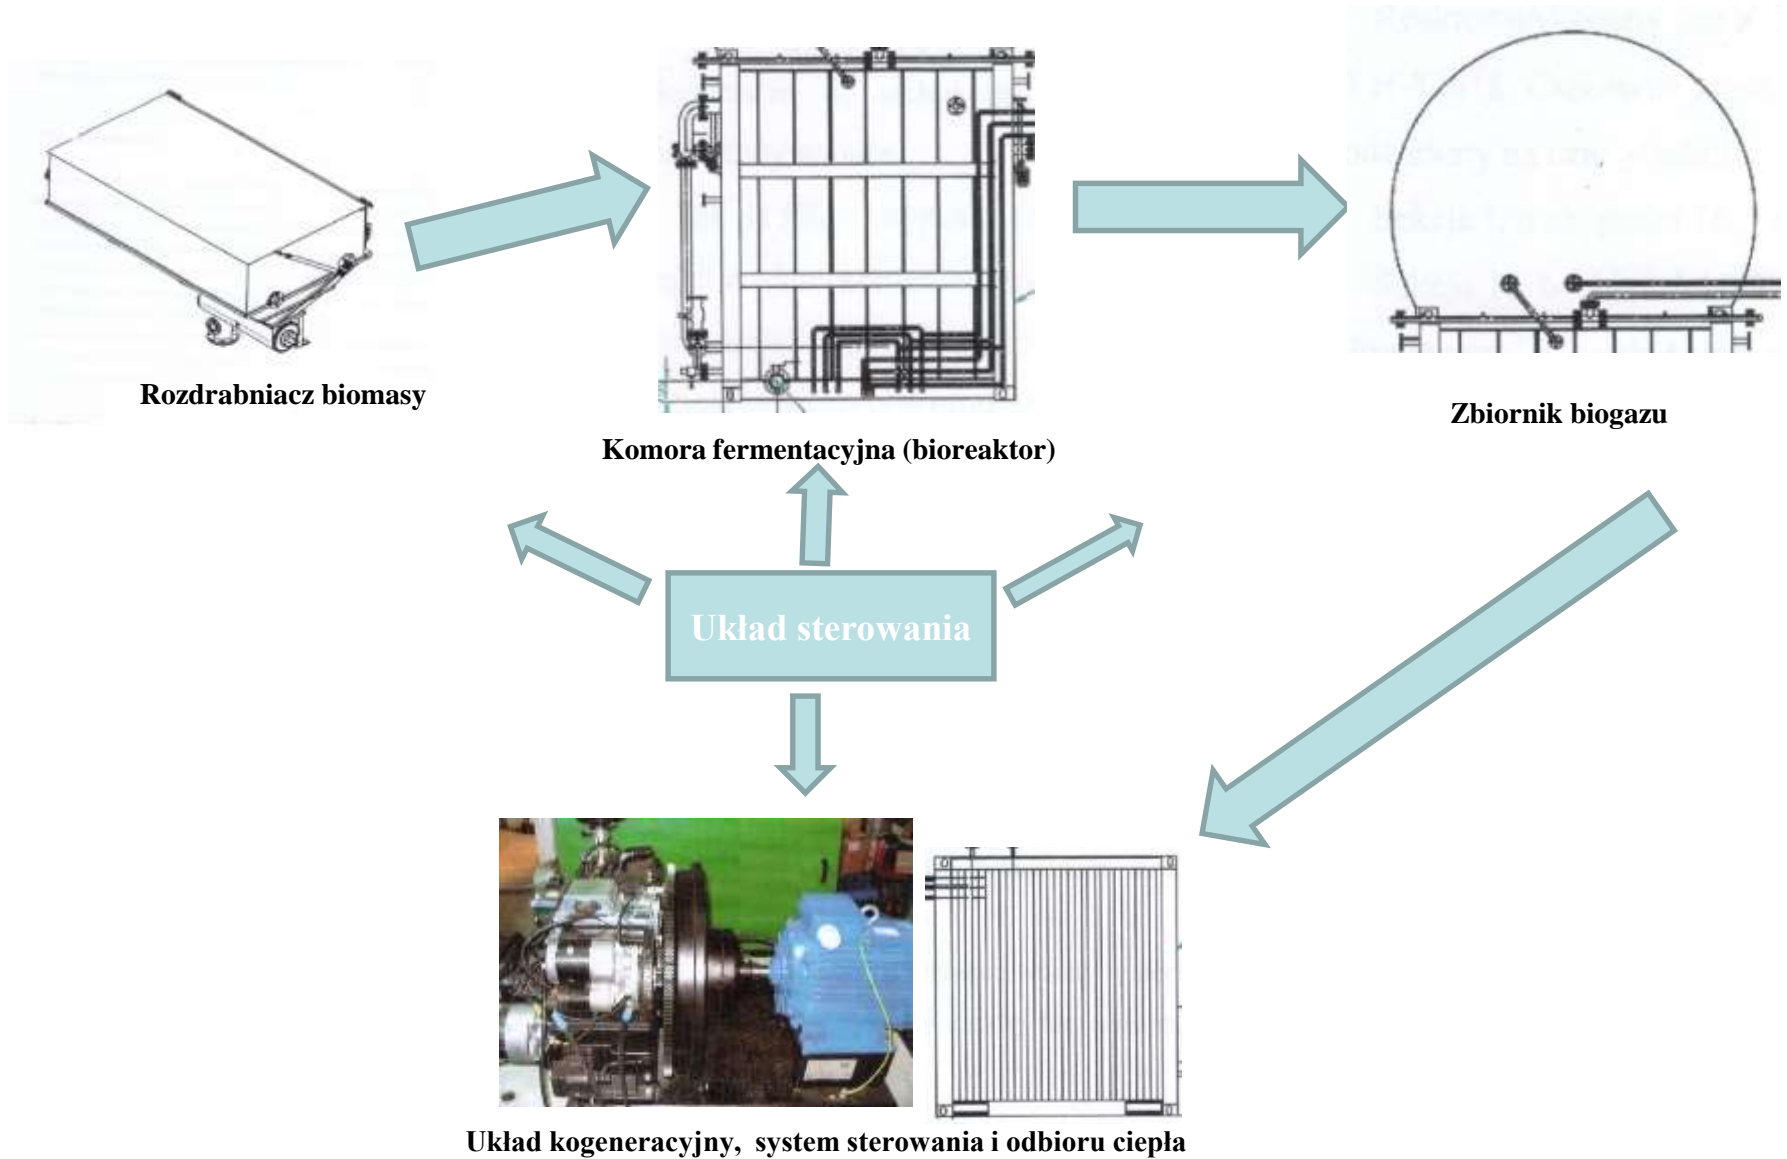 Rozdrabniacz biomasy
Komora fermentacyjna (bioreaktor)
Zbiornik biogazu
Układ sterowania
Układ kogeneracyjny, system sterowania i odbioru ciepła